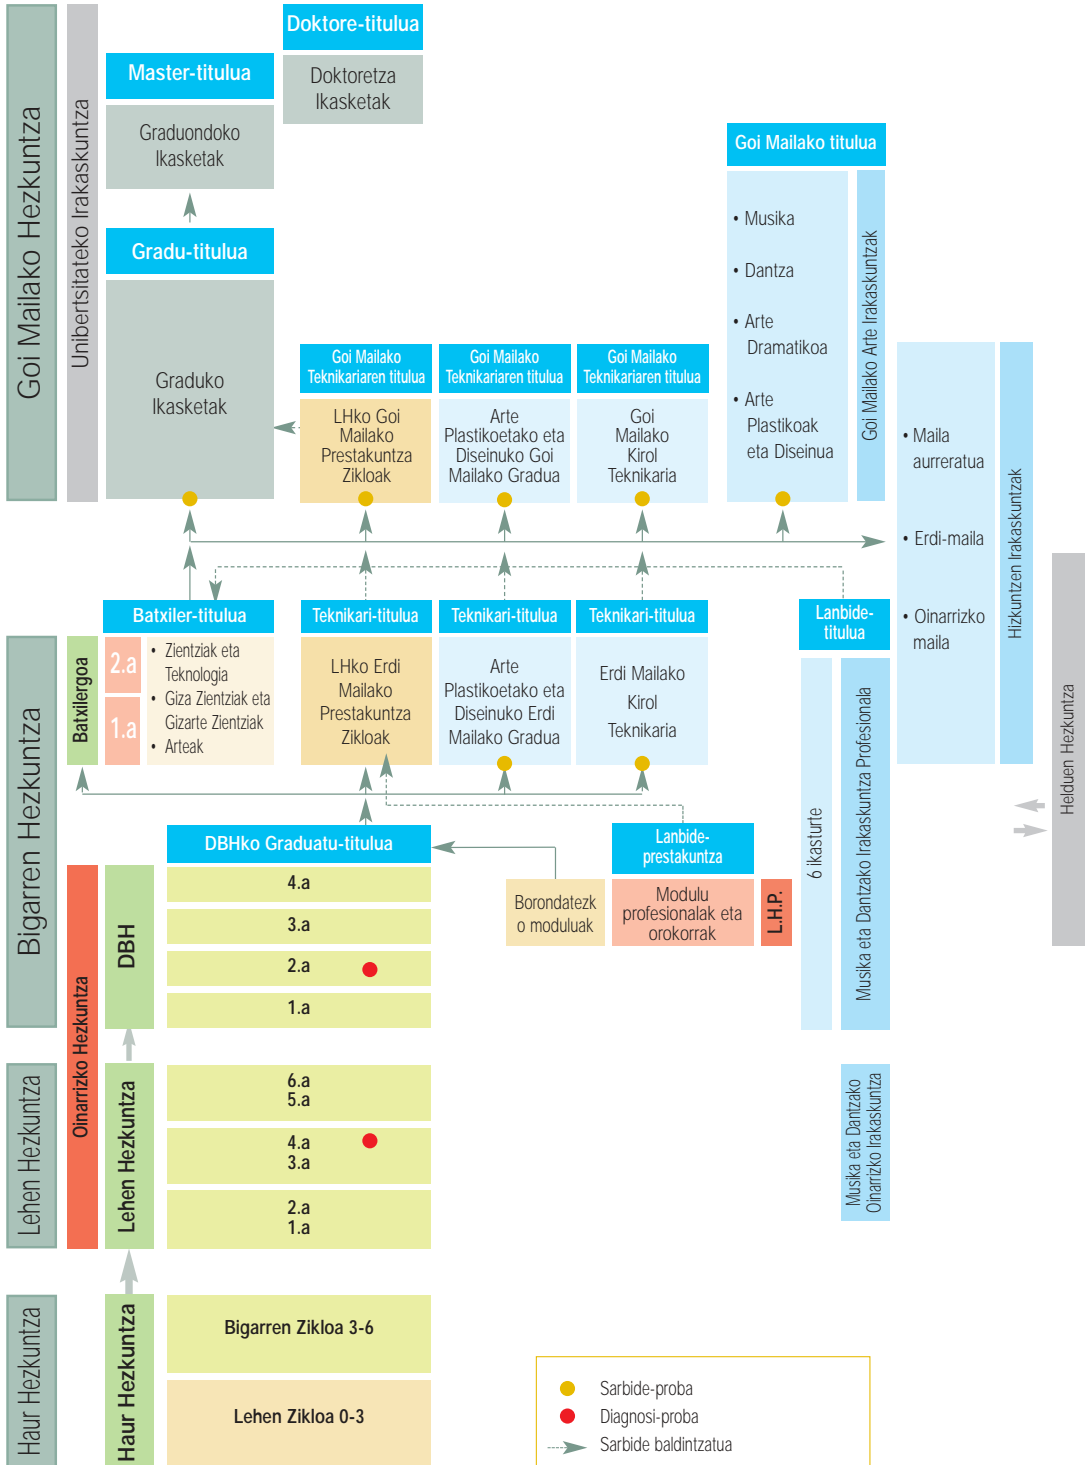 Doktore-titulua
Doktoretza
Ikasketak
Master-titulua
Graduondoko
Ikasketak
Gradu-titulua
Graduko
Ikasketak
Goi Mailako Hezkuntza
Unibertsitateko Irakaskuntza
Goi Mailako
Teknikariaren titulua
LHko Goi
Mailako
Prestakuntza
Zikloak
Goi Mailako
Teknikariaren titulua
Arte
Plastikoetako eta
Diseinuko Goi
Mailako Gradua
Goi Mailako
Teknikariaren titulua
Goi
Mailako
Kirol
Teknikaria
Goi Mailako titulua
• Musika
• Dantza
• Arte
Dramatikoa
• Arte
Plastikoak
eta Diseinua
Goi Mailako Arte Irakaskuntzak
• Maila
aurreratua
• Erdi-maila
• Oinarrizko
maila
Hizkuntzen Irakaskuntzak
Helduen Hezkuntza
Bigarren Hezkuntza
Batxilergoa
Batxiler-titulua
2.a
1.a
• Zientziak eta
Teknologia
• Giza Zientziak eta
Gizarte Zientziak
• Arteak
Teknikari-titulua
LHko Erdi
Mailako
Prestakuntza
Zikloak
Teknikari-titulua
Arte
Plastikoetako eta
Diseinuko Erdi
Mailako Gradua
Teknikari-titulua
Erdi Mailako
Kirol
Teknikaria
Lanbide-
titulua
6 ikasturte
Musika eta Dantzako Irakaskuntza Profesionala
DBHko Graduatu-titulua
4.a
3.a
2.a
1.a
DBH
Oinarrizko Hezkuntza
Borondatezk
o moduluak
Lanbide-
prestakuntza
Modulu
profesionalak eta
orokorrak
L.H.P.
Lehen Hezkuntza
Lehen Hezkuntza
6.a
5.a
4.a
3.a
2.a
1.a
Musika eta Dantzako
Oinarrizko Irakaskuntza
Haur Hezkuntza
Haur Hezkuntza
Bigarren Zikloa 3-6
Lehen Zikloa 0-3
Sarbide-proba
Diagnosi-proba
Sarbide baldintzatua